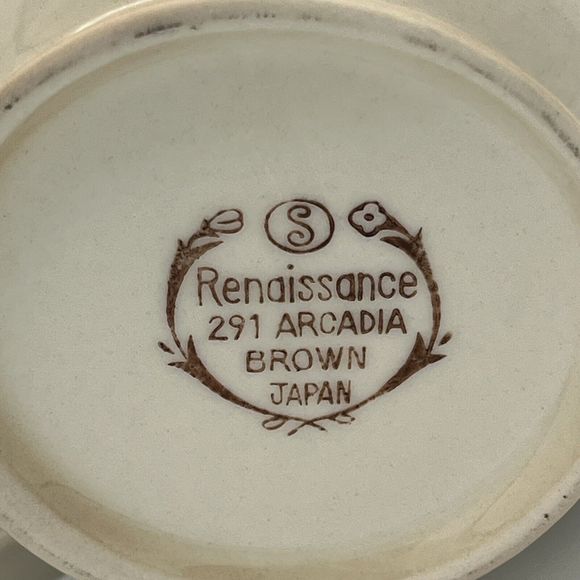 S
Renaissance
291 ARCADIA
BROWN
JAPAN